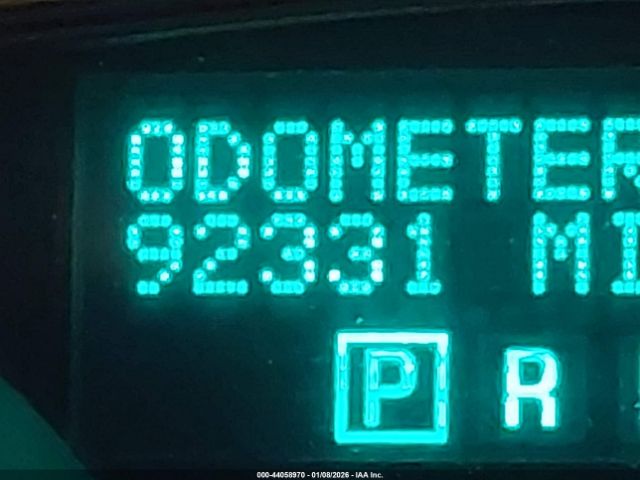 ODOMETER
92331 MI
P R
000-44058970 - 01/08/2026 - IAA Inc.